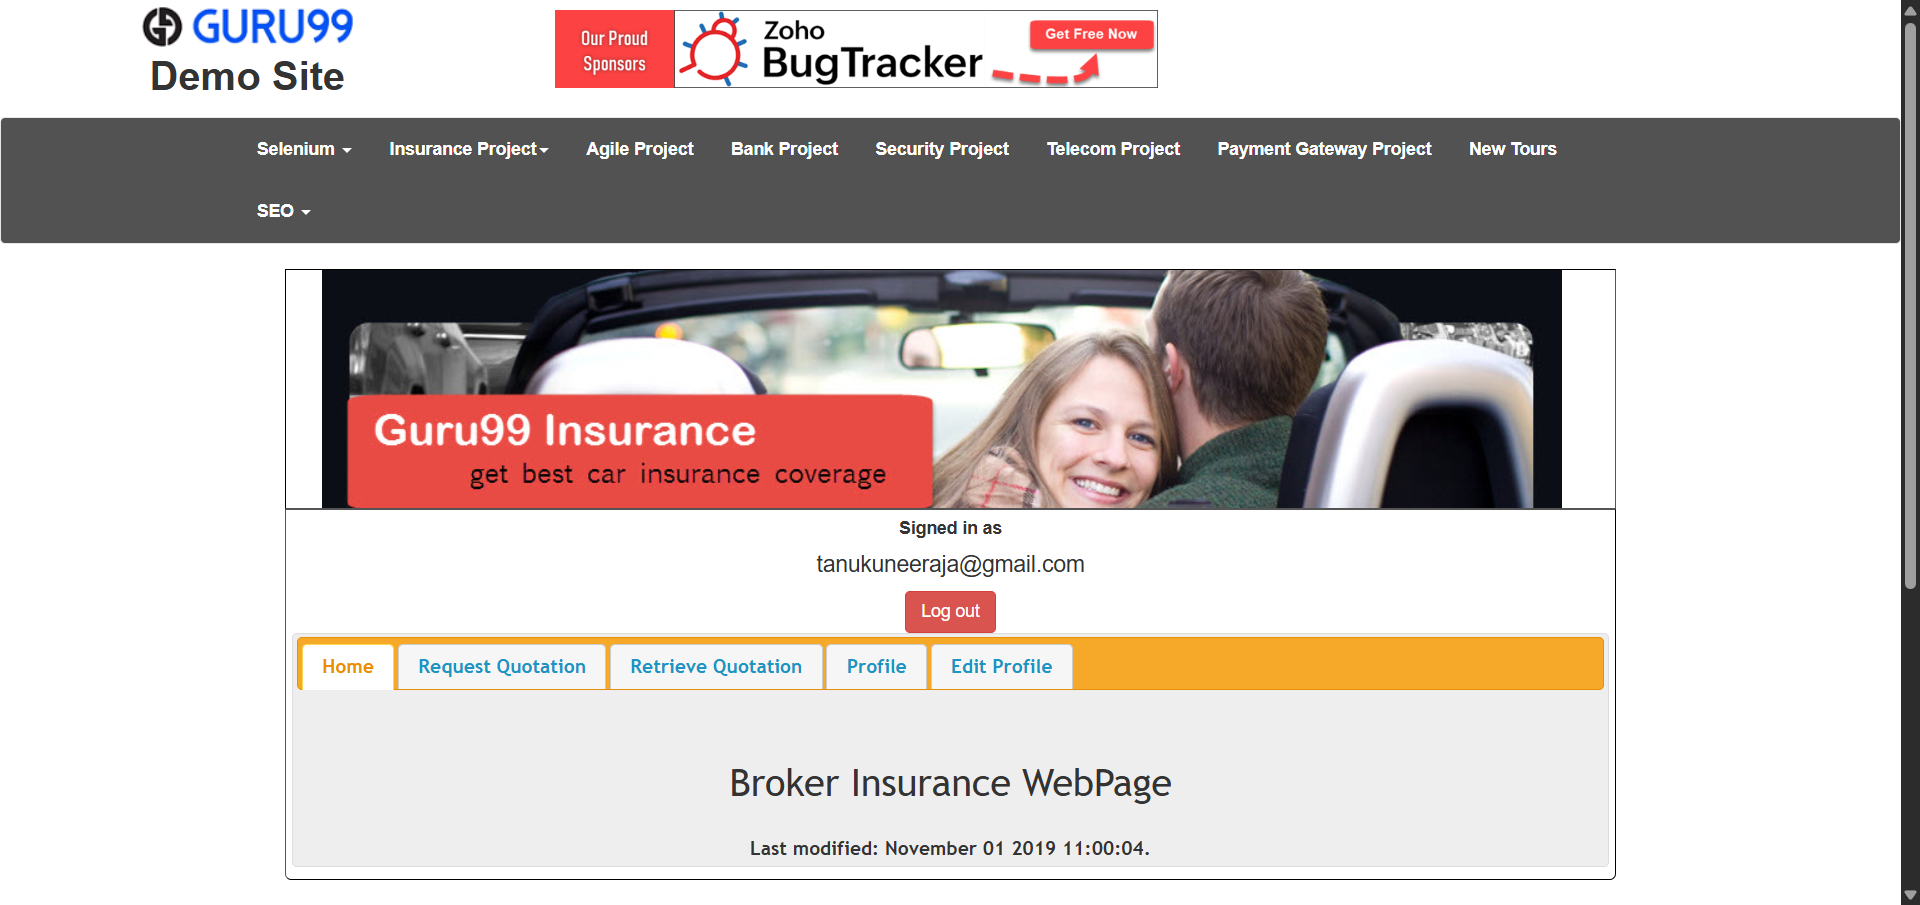 GURU99
Demo Site
Our Proud
Sponsors
Zoho
BugTracker
Get Free Now
Selenium
Insurance Project
Agile Project
Bank Project
Security Project
Telecom Project
Payment Gateway Project
New Tours
SEO
Guru99 Insurance
get best car insurance coverage
Signed in as
tanukuneeraja@gmail.com
Log out
Home
Request Quotation
Retrieve Quotation
Profile
Edit Profile
Broker Insurance WebPage
Last modified: November 01 2019 11:00:04.